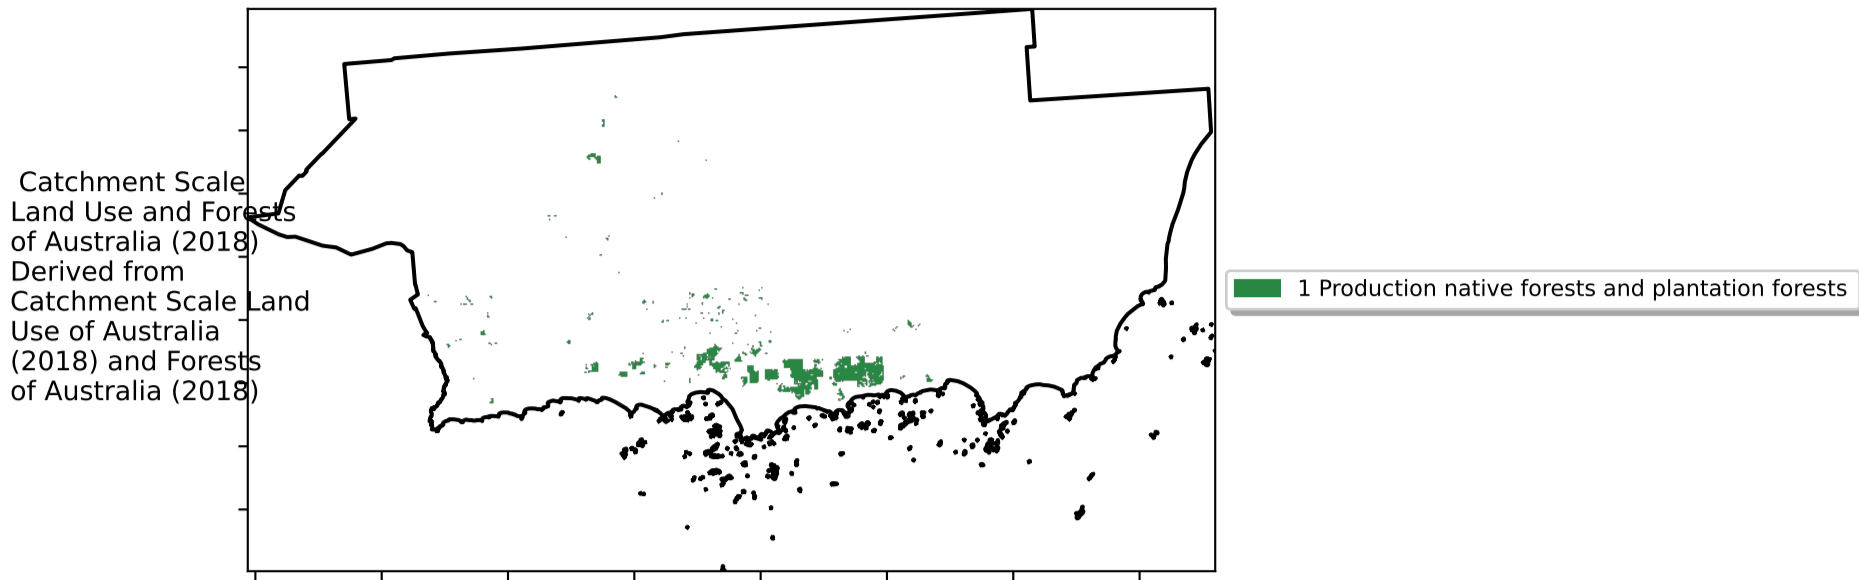 Catchment Scale
Land Use and Forests
of Australia (2018)
Derived from
Catchment Scale Land
Use of Australia
(2018) and Forests
of Australia (2018)
1 Production native forests and plantation forests